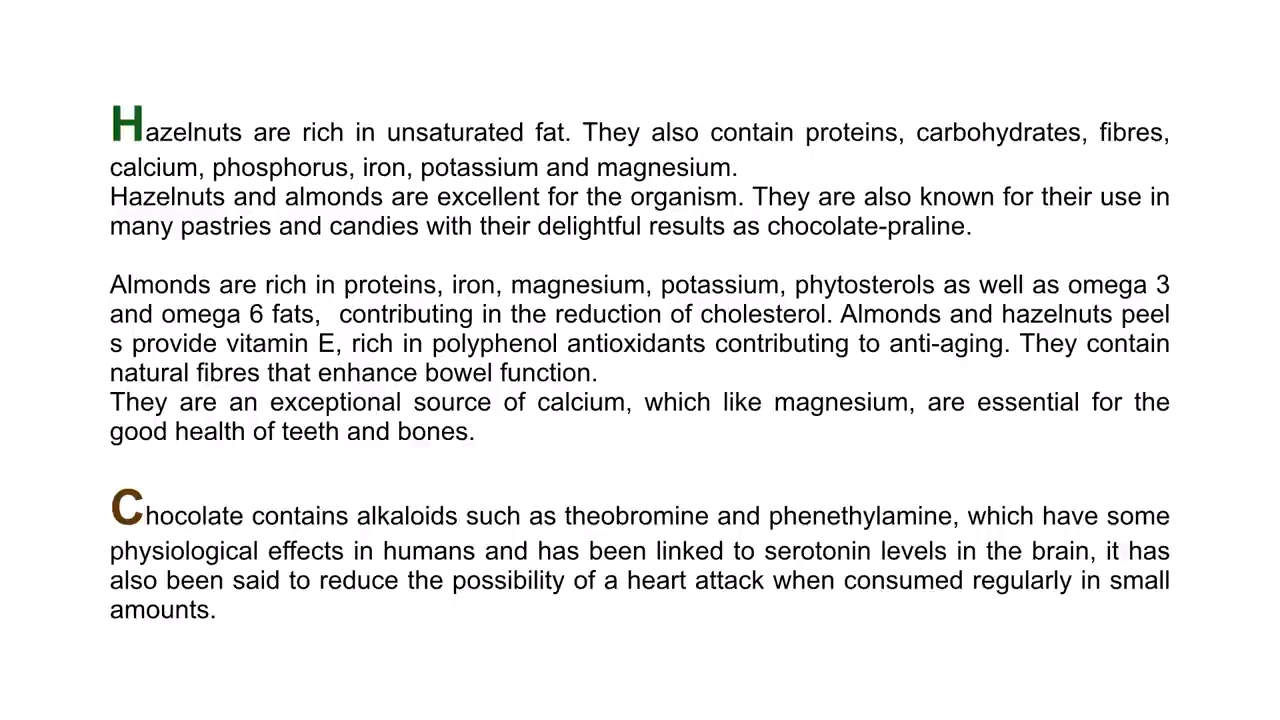 Hazelnuts are rich in unsaturated fat. They also contain proteins, carbohydrates, fibres,
calcium, phosphorus, iron, potassium and magnesium.
Hazelnuts and almonds are excellent for the organism. They are also known for their use in
many pastries and candies with their delightful results as chocolate-praline.
Almonds are rich in proteins, iron, magnesium, potassium, phytosterols as well as omega 3
and omega 6 fats,  contributing in the reduction of cholesterol. Almonds and hazelnuts peel
s provide vitamin E, rich in polyphenol antioxidants contributing to anti-aging. They contain
natural fibres that enhance bowel function.
They are an exceptional source of calcium, which like magnesium, are essential for the
good health of teeth and bones.
Chocolate contains alkaloids such as theobromine and phenethylamine, which have some
physiological effects in humans and has been linked to serotonin levels in the brain, it has
also been said to reduce the possibility of a heart attack when consumed regularly in small
amounts.